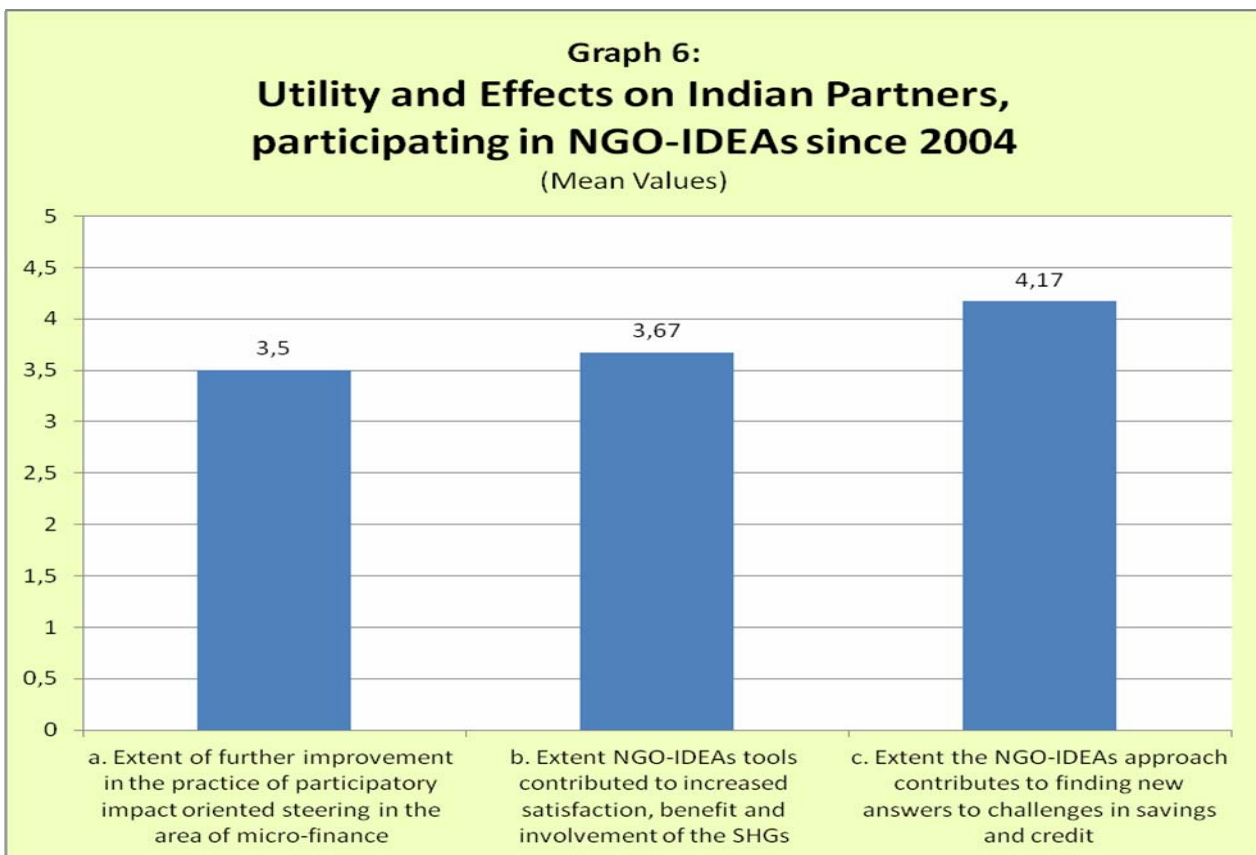 Graph 6:
Utility and Effects on Indian Partners,
participating in NGO-IDEAs since 2004
(Mean Values)
5
4,5
4
3,5
3
2,5
2
1,5
1
0,5
0
3,5
3,67
4,17
a. Extent of further improvement
in the practice of participatory
impact oriented steering in the
area of micro-finance
b. Extent NGO-IDEAs tools
contributed to increased
satisfaction, benefit and
involvement of the SHGs
c. Extent the NGO-IDEAs approach
contributes to finding new
answers to challenges in savings
and credit